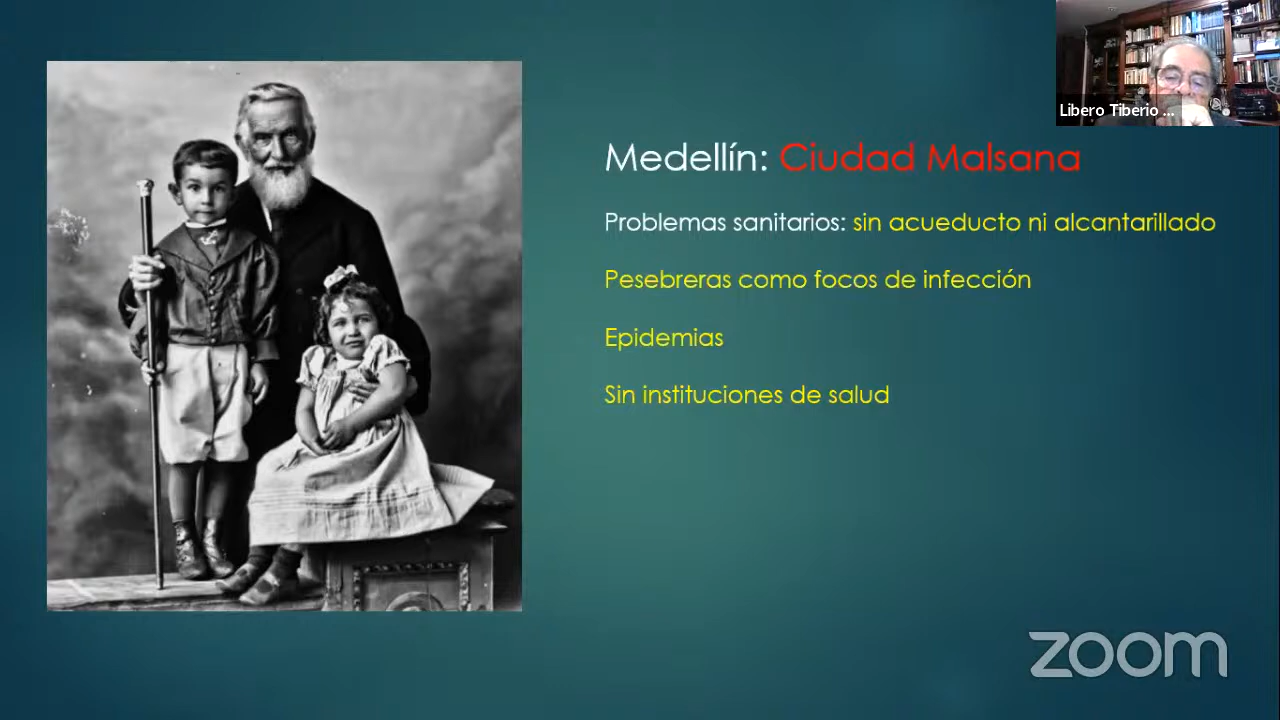 Libero Tiberio ...
Medellín: Ciudad Malsana
Problemas sanitarios: sin acueducto ni alcantarillado
Pesebreras como focos de infección
Epidemias
Sin instituciones de salud
zoom